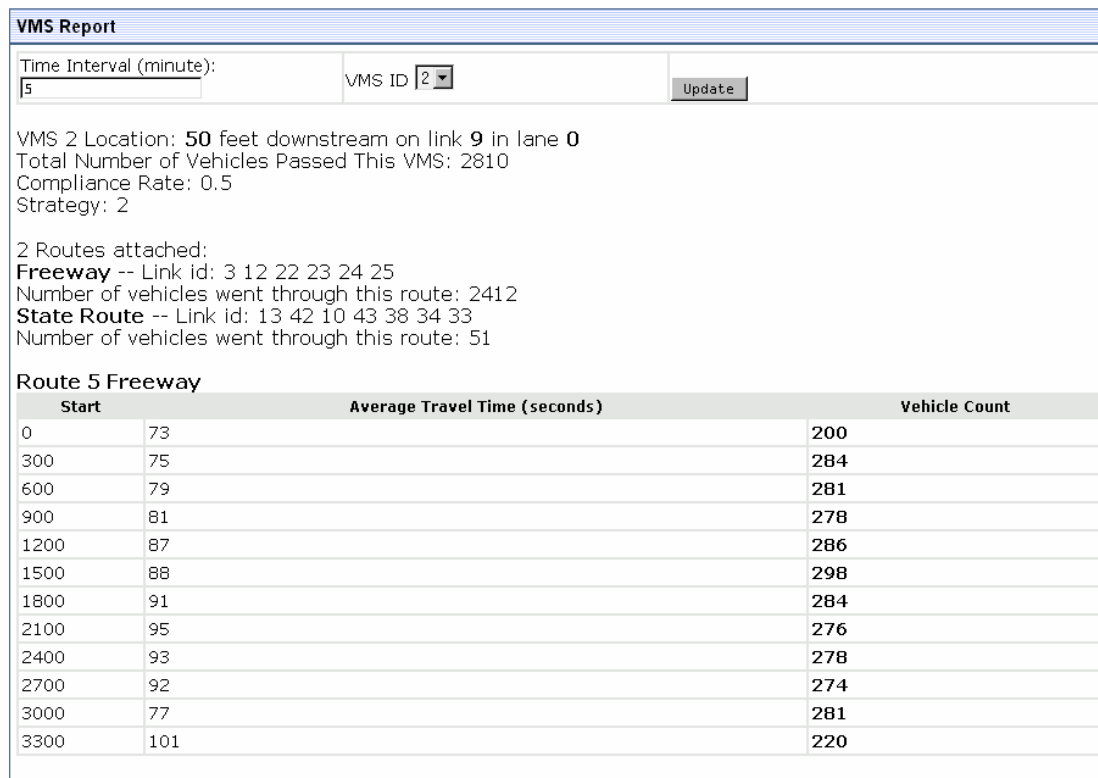 VMS Report
Time Interval (minute):
5
VMS ID 2
Update
VMS 2 Location: 50 feet downstream on link 9 in lane 0
Total Number of Vehicles Passed This VMS: 2810
Compliance Rate: 0.5
Strategy: 2
2 Routes attached:
Freeway -- Link id: 3 12 22 23 24 25
Number of vehicles went through this route: 2412
State Route -- Link id: 13 42 10 43 38 34 33
Number of vehicles went through this route: 51
Route 5 Freeway
Start Average Travel Time (seconds) Vehicle Count
0 73 200
300 75 284
600 79 281
900 81 278
1200 87 286
1500 88 298
1800 91 284
2100 95 276
2400 93 278
2700 92 274
3000 77 281
3300 101 220